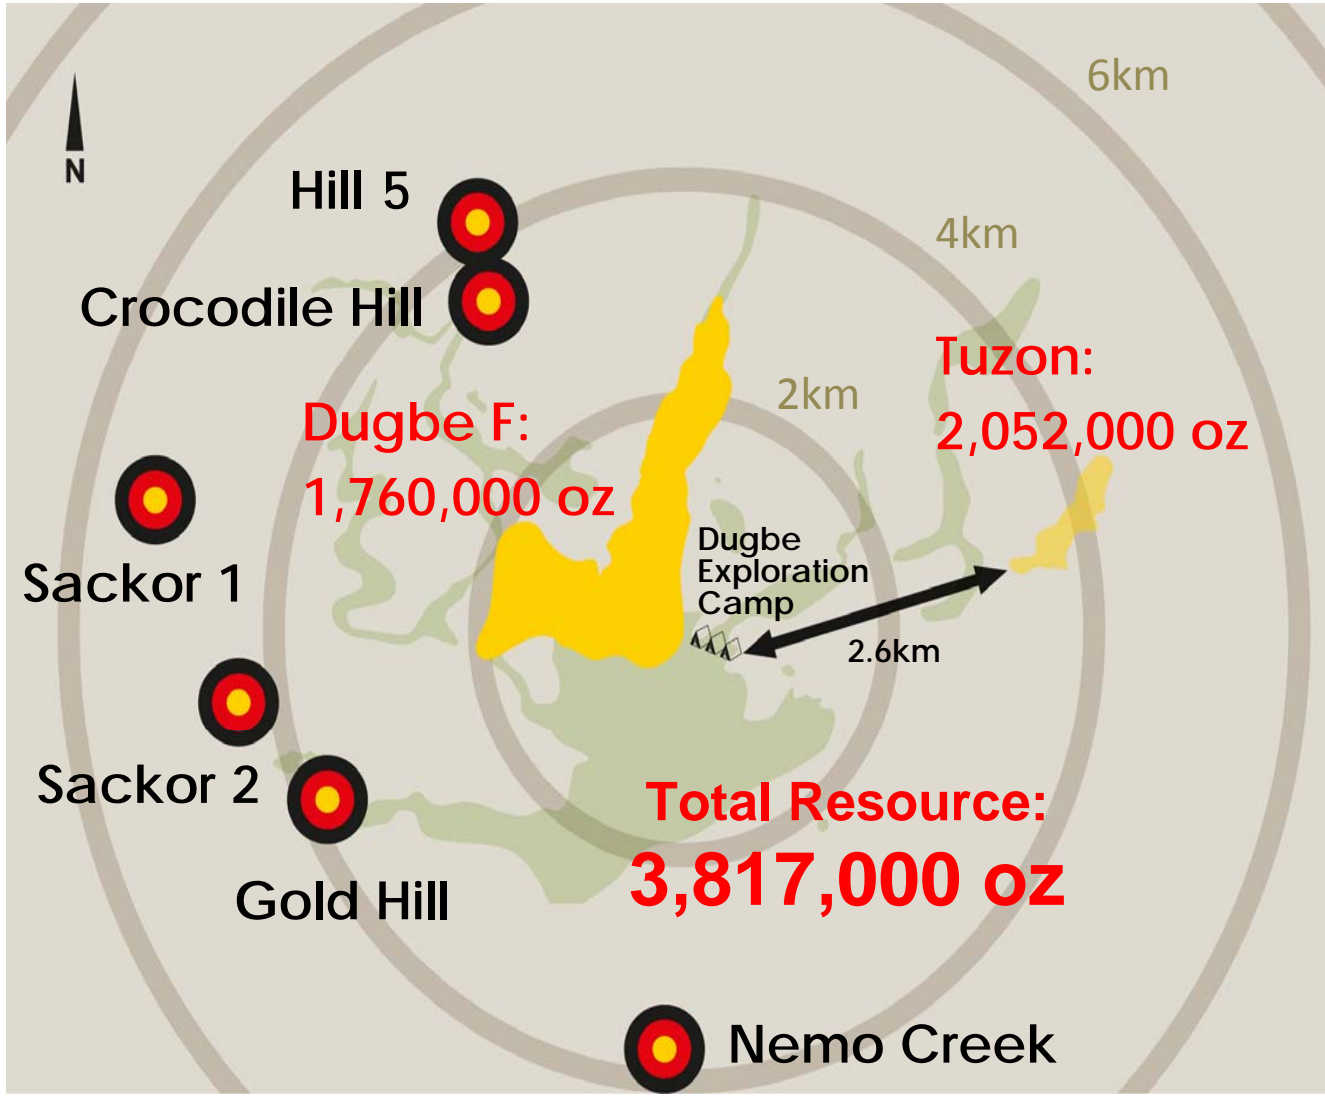 6km
N
Hill 5
4km
Crocodile Hill
Tuzon:
2,052,000 oz
2km
Dugbe F:
1,760,000 oz
Dugbe
Exploration
Camp
2.6km
Sackor 1
Sackor 2
Total Resource:
3,817,000 oz
Gold Hill
Nemo Creek